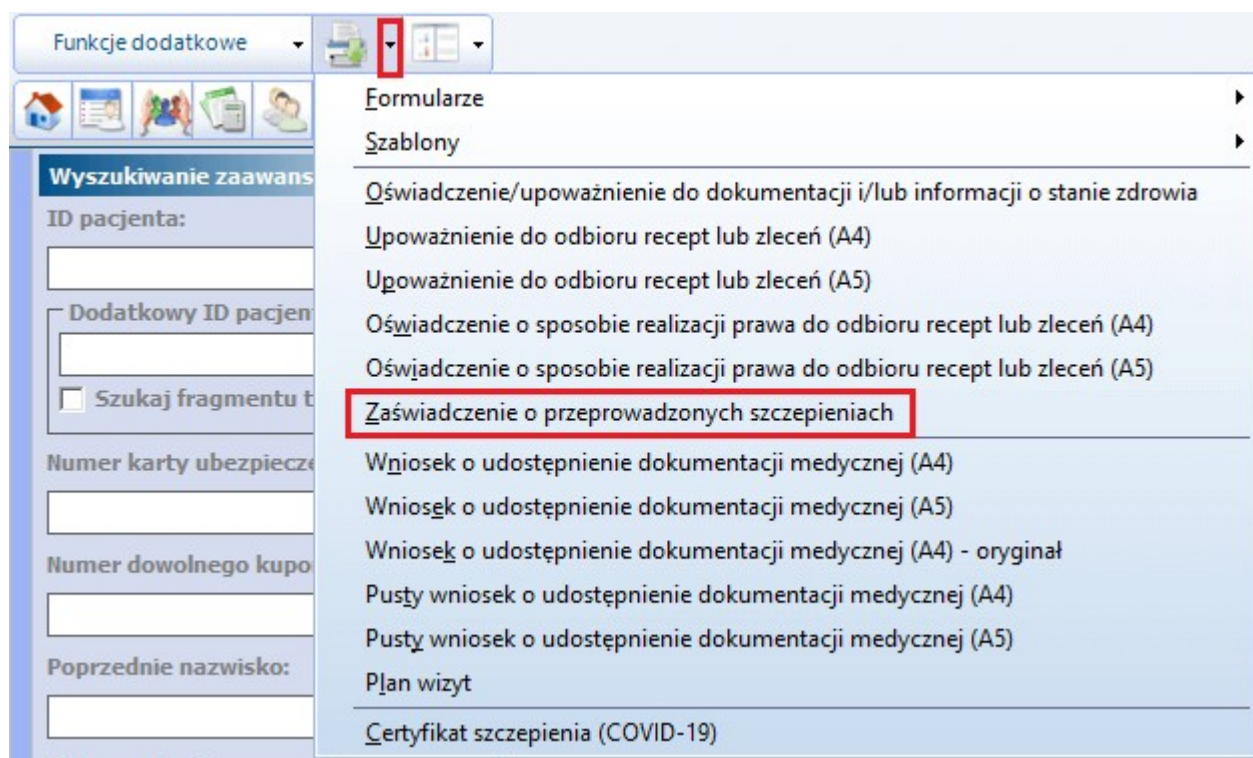 Funkcje dodatkowe
Formularze
Szablony
Wyszukiwanie zaawans
Oświadczenie/upoważnienie do dokumentacji i/lub informacji o stanie zdrowia
ID pacjenta:
Upoważnienie do odbioru recept lub zleceń (A4)
Upoważnienie do odbioru recept lub zleceń (A5)
Dodatkowy ID pacjen
Oświadczenie o sposobie realizacji prawa do odbioru recept lub zleceń (A4)
Oświadczenie o sposobie realizacji prawa do odbioru recept lub zleceń (A5)
Szukaj fragmentu t
Zaświadczenie o przeprowadzonych szczepieniach
Numer karty ubezpiecze
Wniosek o udostępnienie dokumentacji medycznej (A4)
Wniosek o udostępnienie dokumentacji medycznej (A5)
Wniosek o udostępnienie dokumentacji medycznej (A4) - oryginał
Numer dowolnego kupo
Pusty wniosek o udostępnienie dokumentacji medycznej (A4)
Pusty wniosek o udostępnienie dokumentacji medycznej (A5)
Poprzednie nazwisko:
Plan wizyt
Certyfikat szczepienia (COVID-19)